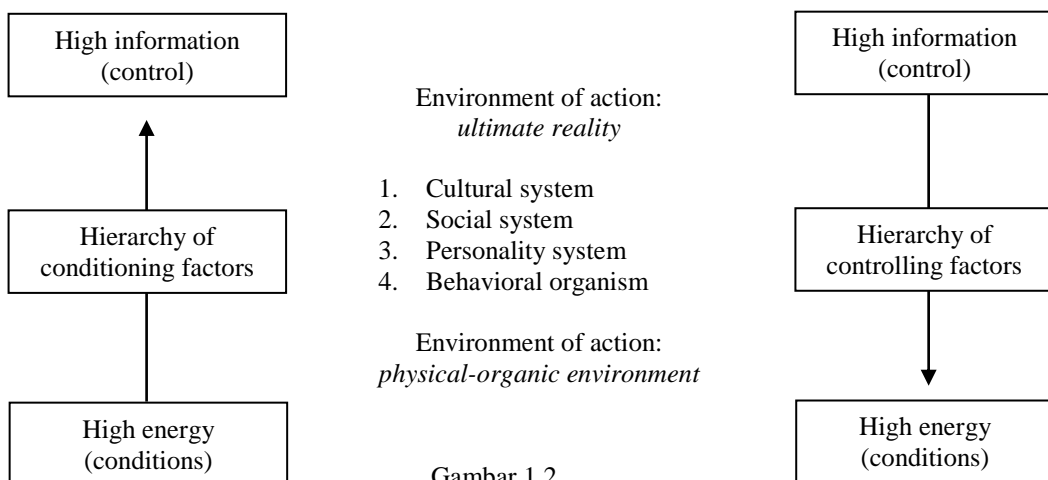 High information
(control)
Hierarchy of
conditioning factors
High energy
(conditions)
Environment of action:
ultimate reality
1. Cultural system
2. Social system
3. Personality system
4. Behavioral organism
Environment of action:
physical-organic environment
Gambar 1.2
High information
(control)
Hierarchy of
controlling factors
High energy
(conditions)